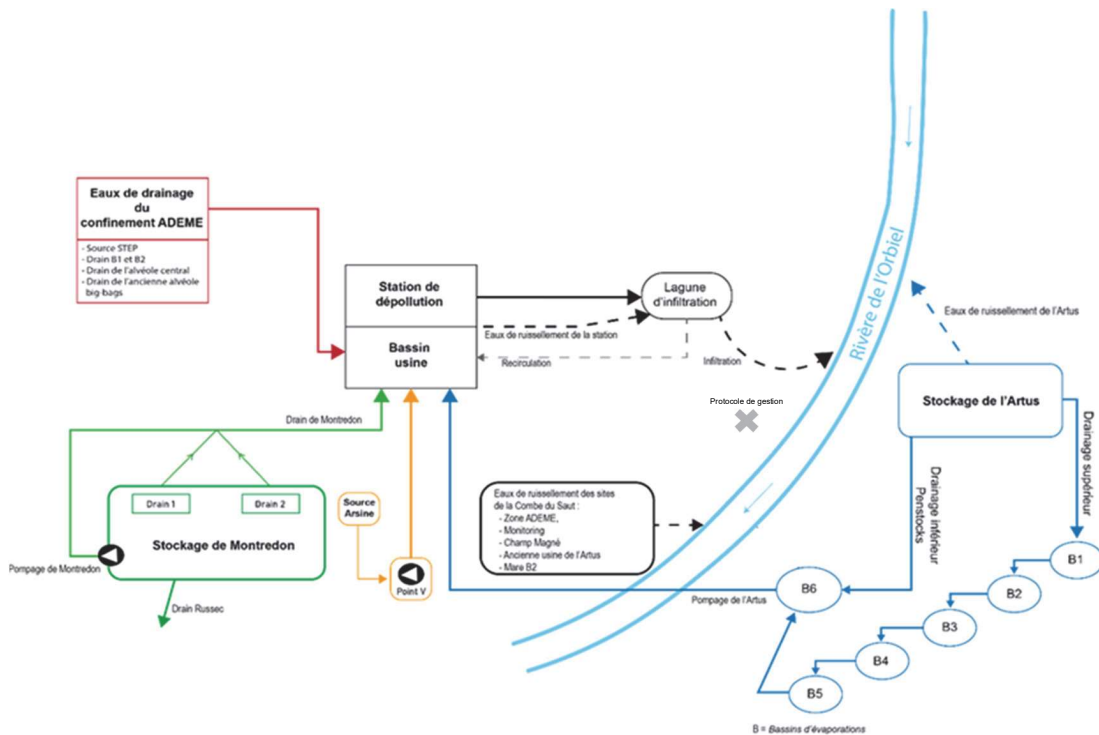 Eaux de drainage
du
confinement ADEME
- Source STEP
- Drain B1 et B2
- Drain de l'alvéole central
- Drain de l'ancienne alvéole
big-bags
Station de
dépollution
Bassin
usine
Lagune
d'infiltration
Eaux de ruissellement de la station
Recirculation
Infiltration
Rivère de l'Orbiel
Eaux de ruissellement de l'Artus
Stockage de l'Artus
Protocole de gestion
Drainage supérieur
Drainage inférieur
Penstocks
Drain de Montredon
Drain 1
Drain 2
Stockage de Montredon
Pompage de Montredon
Drain Russec
Source
Arsine
Point V
Eaux de ruissellement des sites
de la Combe du Saut :
- Zone ADEME,
- Monitoring
- Champ Magné
- Ancienne usine de l'Artus
- Mare B2
Pompage de l'Artus
B1
B2
B3
B4
B5
B6
B = Bassins d'évaporations